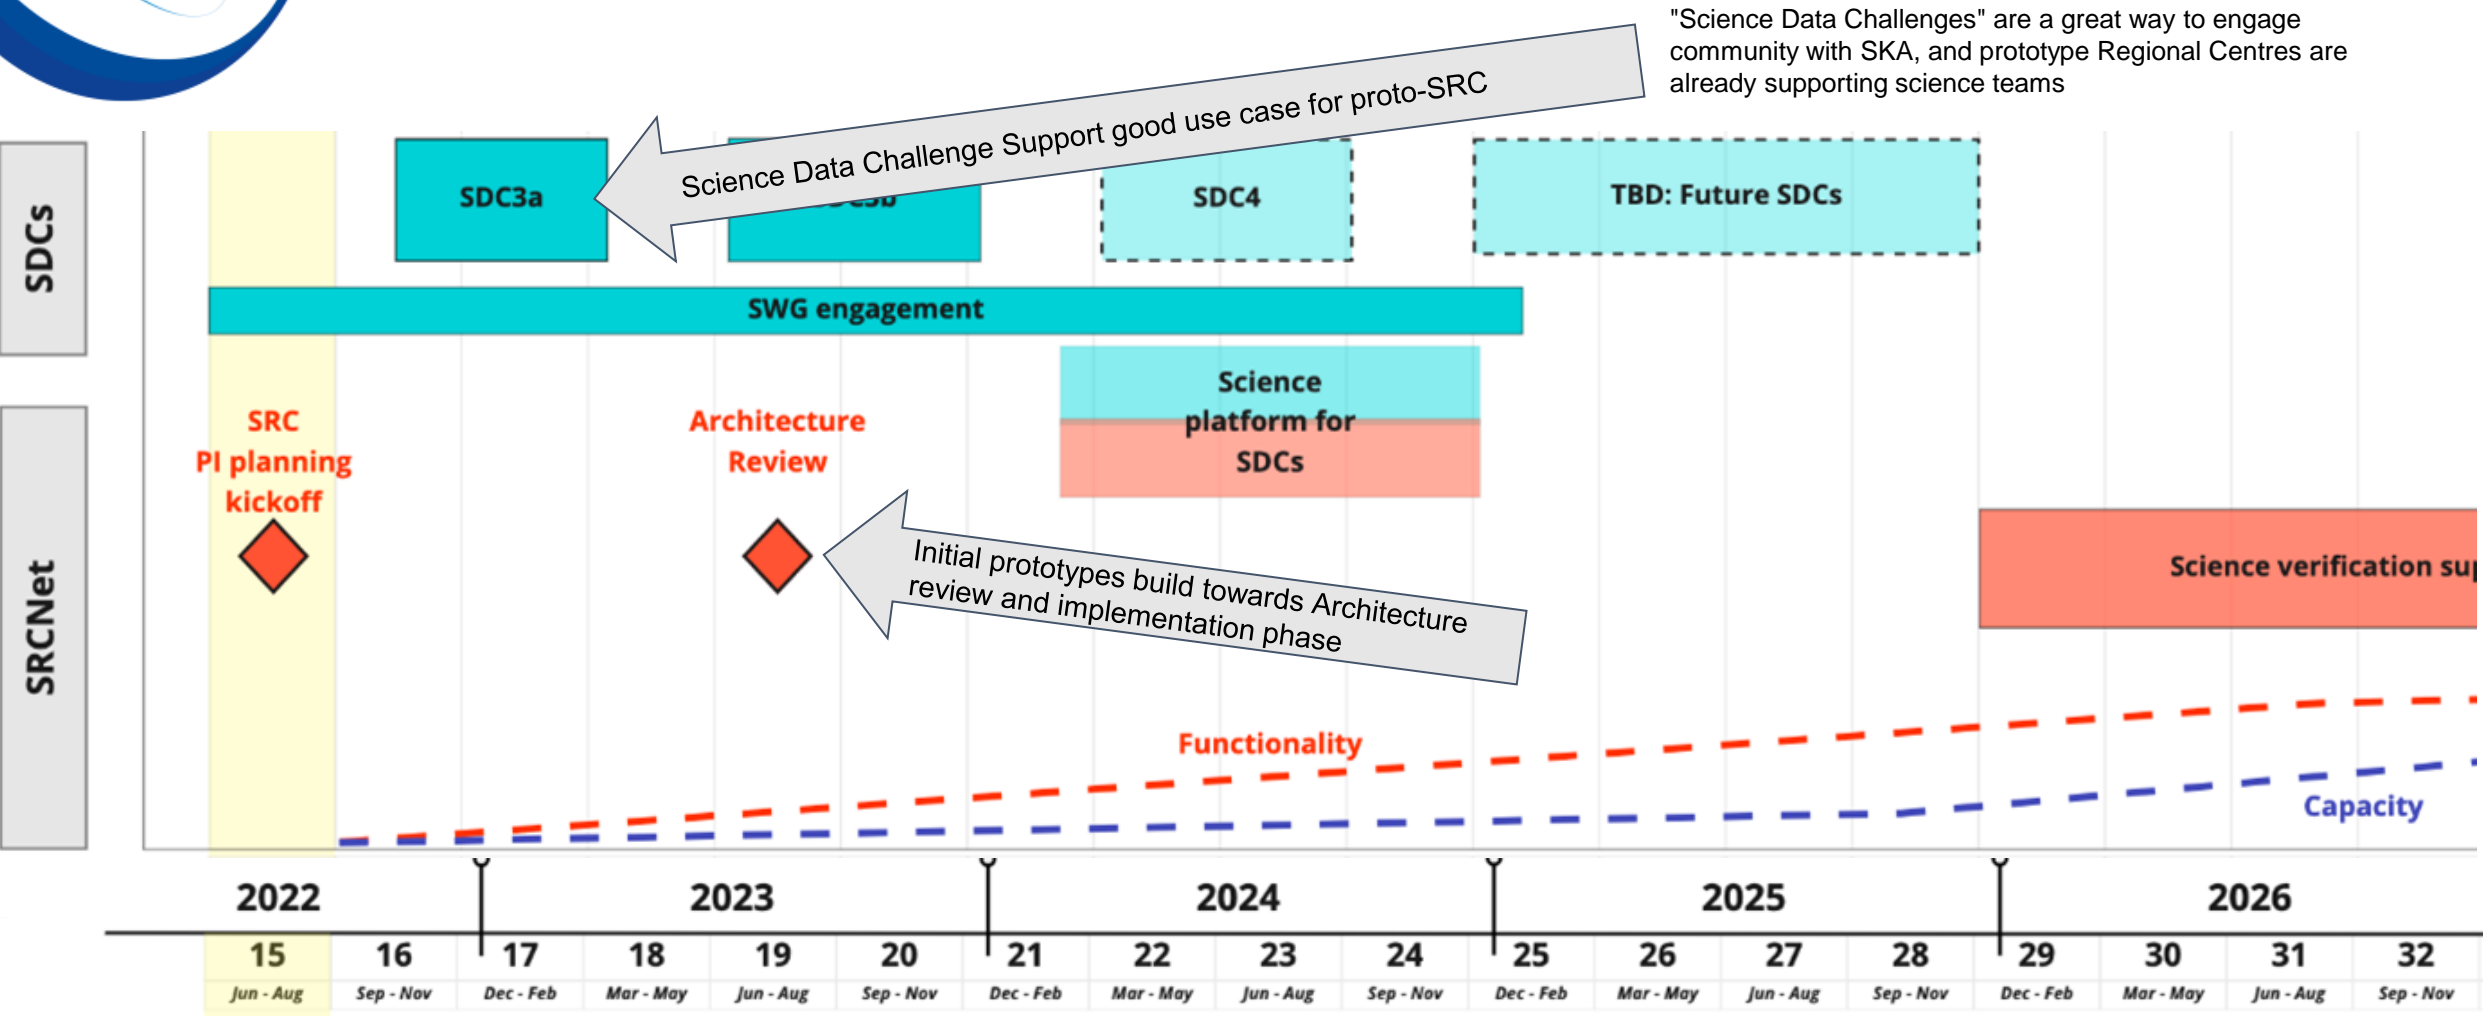 "Science Data Challenges" are a great way to engage
community with SKA, and prototype Regional Centres are
already supporting science teams
Science Data Challenge Support good use case for proto-SRC
SDCs
SDC3a
SDC4
TBD: Future SDCs
SWG engagement
Science
platform for
SDCs
SRCNet
SRC
PI planning
kickoff
Architecture
Review
Initial prototypes build towards Architecture
review and implementation phase
Science verification
Functionality
Capacity
2022 2023 2024 2025 2026
15 16 17 18 19 20 21 22 23 24 25 26 27 28 29 30 31 32
Jun - Aug Sep - Nov Dec - Feb Mar - May Jun - Aug Sep - Nov Dec - Feb Mar - May Jun - Aug Sep - Nov Dec - Feb Mar - May Jun - Aug Sep - Nov Dec - Feb Mar - May Jun - Aug Sep - Nov